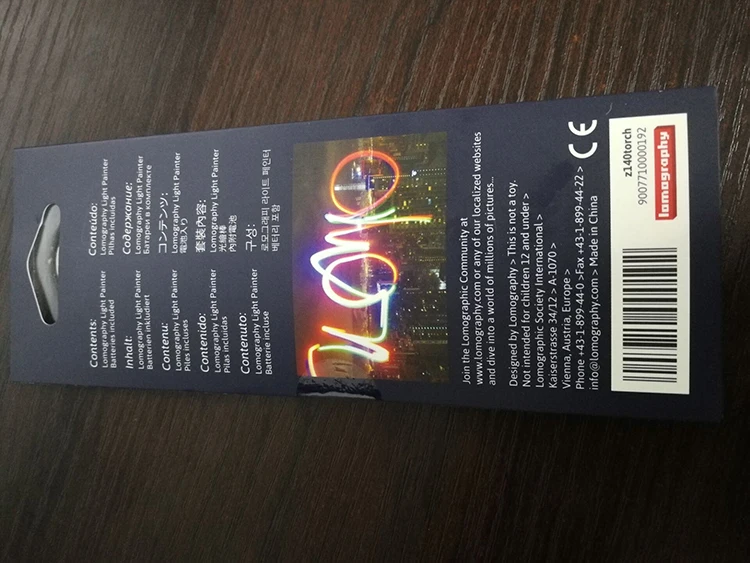 Contents:
Lomography Light Painter
Batteries included
Inhalt:
Lomography Light Painter
Batterien inkludiert
Contenu:
Lomography Light Painter
Piles incluses
Contenido:
Lomography Light Painter
Pilas incluidas
Contenuto:
Lomography Light Painter
Batterie incluse
Conteúdo:
Lomography Light Painter
Pilhas incluídas
Содержание:
Lomography Light Painter
Батареи в комплекте
コンテンツ:
Lomography Light Painter
電池入り
套裝內容:
Lomography Light Painter
光繪棒
內附電池
구성:
로모그래피 라이트 페인터
배터리 포함
LOMO
Join the Lomographic Community at
www.lomography.com or any of our localized websites
and dive into a world of millions of pictures...
Designed by Lomography > This is not a toy.
Not intended for children 12 and under >
Lomographic Society International >
Kaiserstrasse 34/12 > A-1070 >
Vienna, Austria, Europe >
Phone +43-1-899-44-0 >Fax +43-1-899-44-22 >
info@lomography.com > Made in China
CE
z140torch
9007710000192
lomography